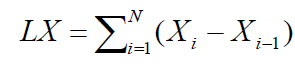 LX = ∑_{i=1}^{N} (X_i − X_{i−1})